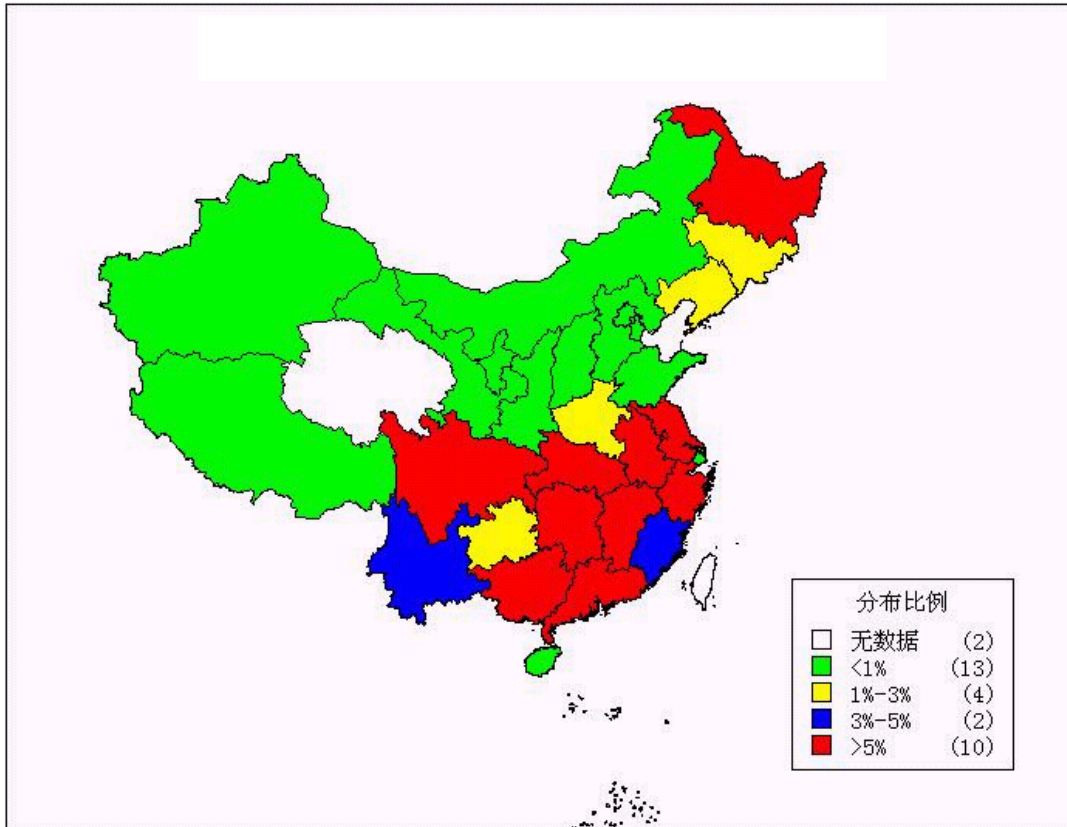 分布比例
无数据 (2)
<1% (13)
1%-3% (4)
3%-5% (2)
>5% (10)